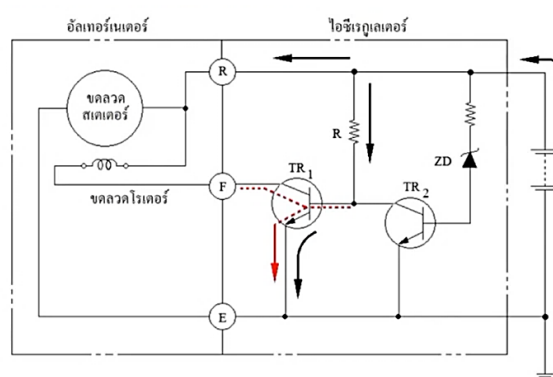 อัลเทอร์เนเตอร์
ไอซีเรกูเลเตอร์
R
ขดลวด
สเตเตอร์
R
ZD
TR1
TR2
F
ขดลวดโรเตอร์
E